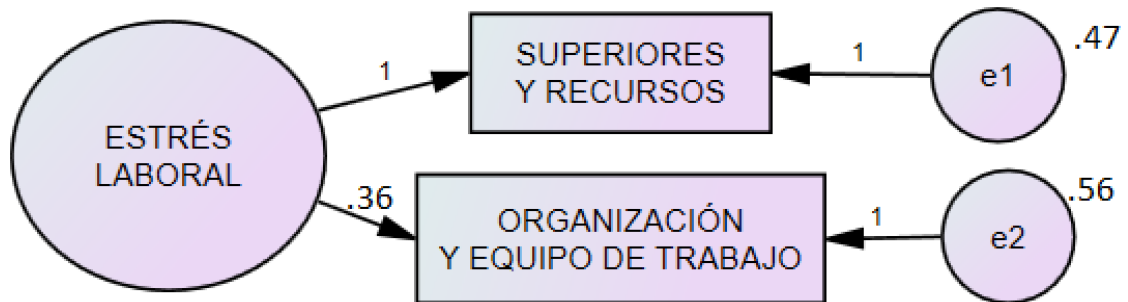 ESTRÉS
LABORAL
1
SUPERIORES
Y RECURSOS
1
e1
.47
.36
ORGANIZACIÓN
Y EQUIPO DE TRABAJO
1
e2
.56